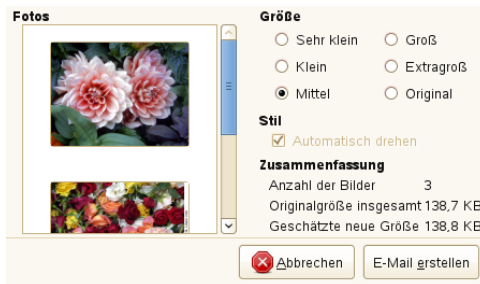 Fotos
Größe
Sehr klein
Groß
Klein
Extragroß
Mittel
Original
Stil
Automatisch drehen
Zusammenfassung
Anzahl der Bilder 3
Originalgröße insgesamt 138,7 KB
Geschätzte neue Größe 138,8 KB
Abbrechen
E-Mail erstellen